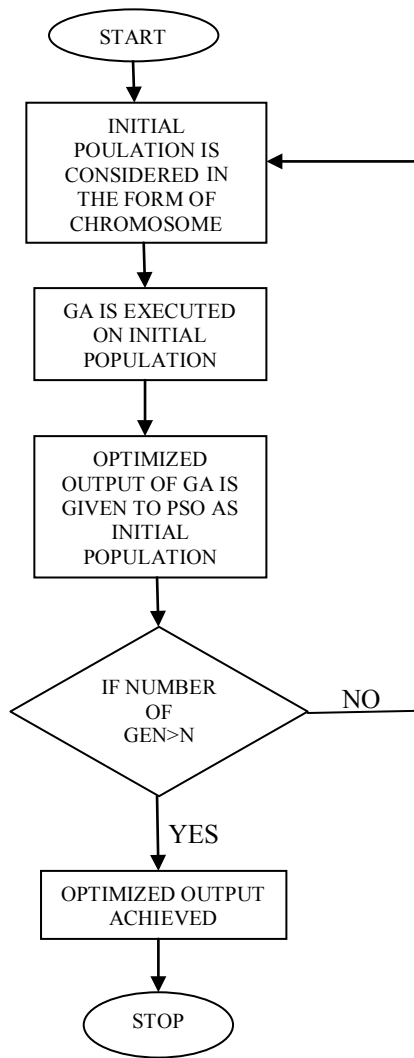 START
INITIAL
POULATION IS
CONSIDERED IN
THE FORM OF
CHROMOSOME
GA IS EXECUTED
ON INITIAL
POPULATION
OPTIMIZED
OUTPUT OF GA IS
GIVEN TO PSO AS
INITIAL
POPULATION
IF NUMBER
OF
GEN>N
NO
YES
OPTIMIZED OUTPUT
ACHIEVED
STOP